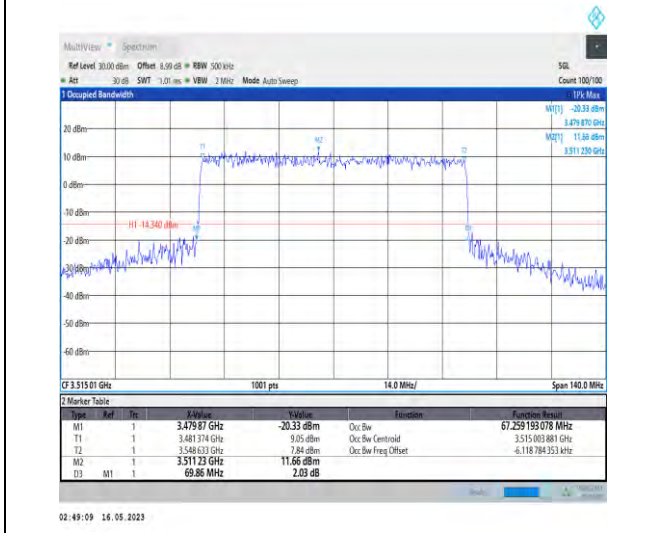 MultiView Spectrum
Ref Level 30.00 dBm Offset 8.99 dB RBW 500 kHz SGL
Att 30 dB SWT 1.01 ms VBW 2 MHz Mode Auto Sweep Count 100/100
1 Occupied Bandwidth 1Pk Max
M1[1] -20.33 dBm
3.479 870 GHz
20 dBm
M2[1] 11.66 dBm
3.511 230 GHz
T1
M2
T2
10 dBm
0 dBm
-10 dBm
H1 -14.340 dBm
M1
D3
-20 dBm
-30 dBm
-40 dBm
-50 dBm
-60 dBm
CF 3.515 01 GHz 1001 pts 14.0 MHz/ Span 140.0 MHz
2 Marker Table
Type Ref Trc X-Value Y-Value Function Function Result
M1 1 3.479 87 GHz -20.33 dBm Occ Bw 67.259 193 078 MHz
T1 1 3.481 374 GHz 9.05 dBm Occ Bw Centroid 3.515 003 881 GHz
T2 1 3.548 633 GHz 7.84 dBm Occ Bw Freq Offset -6.118 784 353 kHz
M2 1 3.511 23 GHz 11.66 dBm
D3 M1 1 69.86 MHz 2.03 dB
02:49:09 16.05.2023